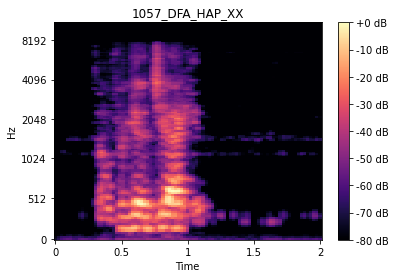 1057_DFA_HAP_XX
Hz
8192
4096
2048
1024
512
0
0
0.5
1
1.5
2
Time
+0 dB
-10 dB
-20 dB
-30 dB
-40 dB
-50 dB
-60 dB
-70 dB
-80 dB